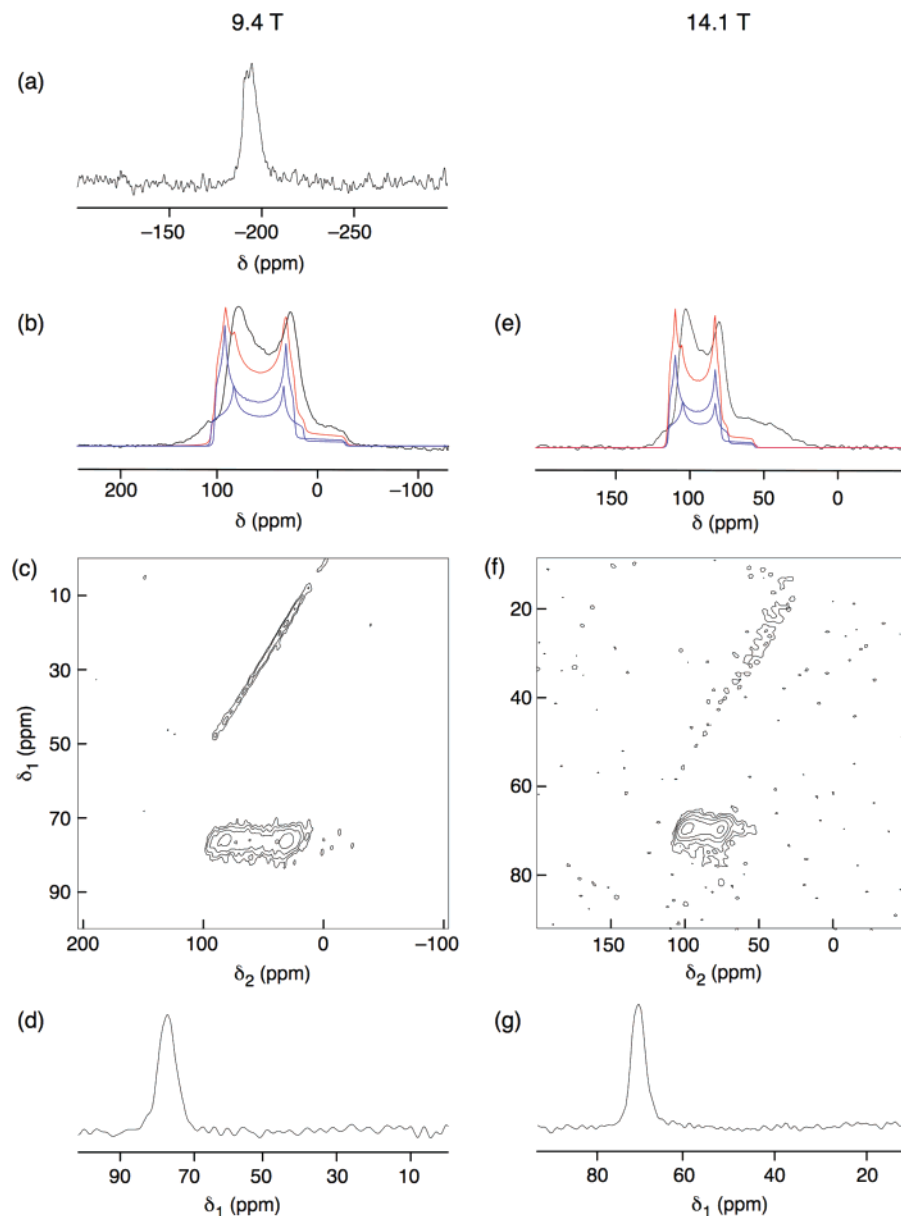 9.4 T 14.1 T
(a)
−150 −200 −250
δ (ppm)
(b)
200 100 0 −100
δ (ppm)
(e)
150 100 50 0
δ (ppm)
(c)
10
30
50
70
90
δ1 (ppm)
200 100 0 −100
δ2 (ppm)
(f)
20
40
60
80
150 100 50 0
δ2 (ppm)
(d)
90 70 50 30 10
δ1 (ppm)
(g)
80 60 40 20
δ1 (ppm)